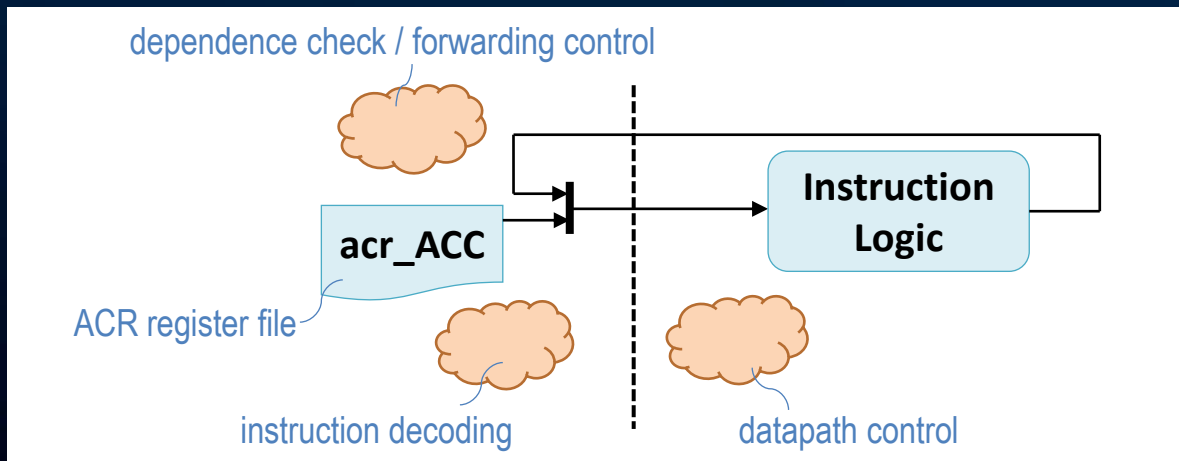 dependence check / forwarding control
Instruction
Logic
acr_ACC
ACR register file
instruction decoding
datapath control